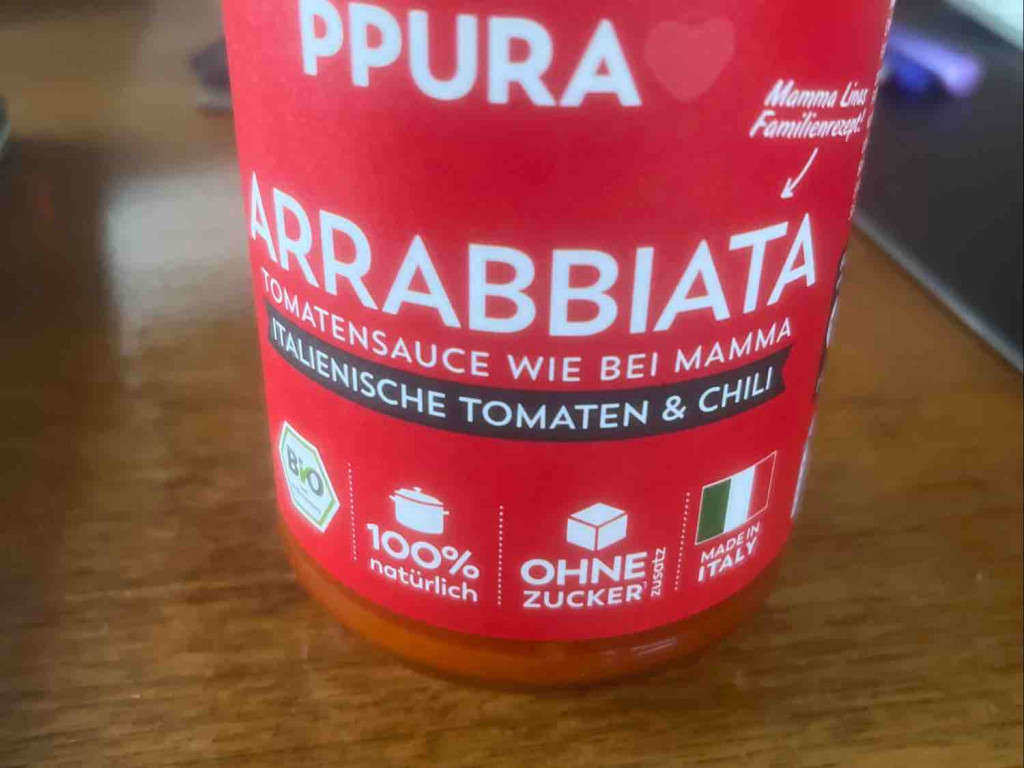 PPURA
Mamma Linas
Familienrezept!
ARRABBIATA
TOMATENSAUCE WIE BEI MAMMA
ITALIENISCHE TOMATEN & CHILI
BiO
100%
natürlich
OHNE
ZUCKER
zusatz
MADE IN
ITALY